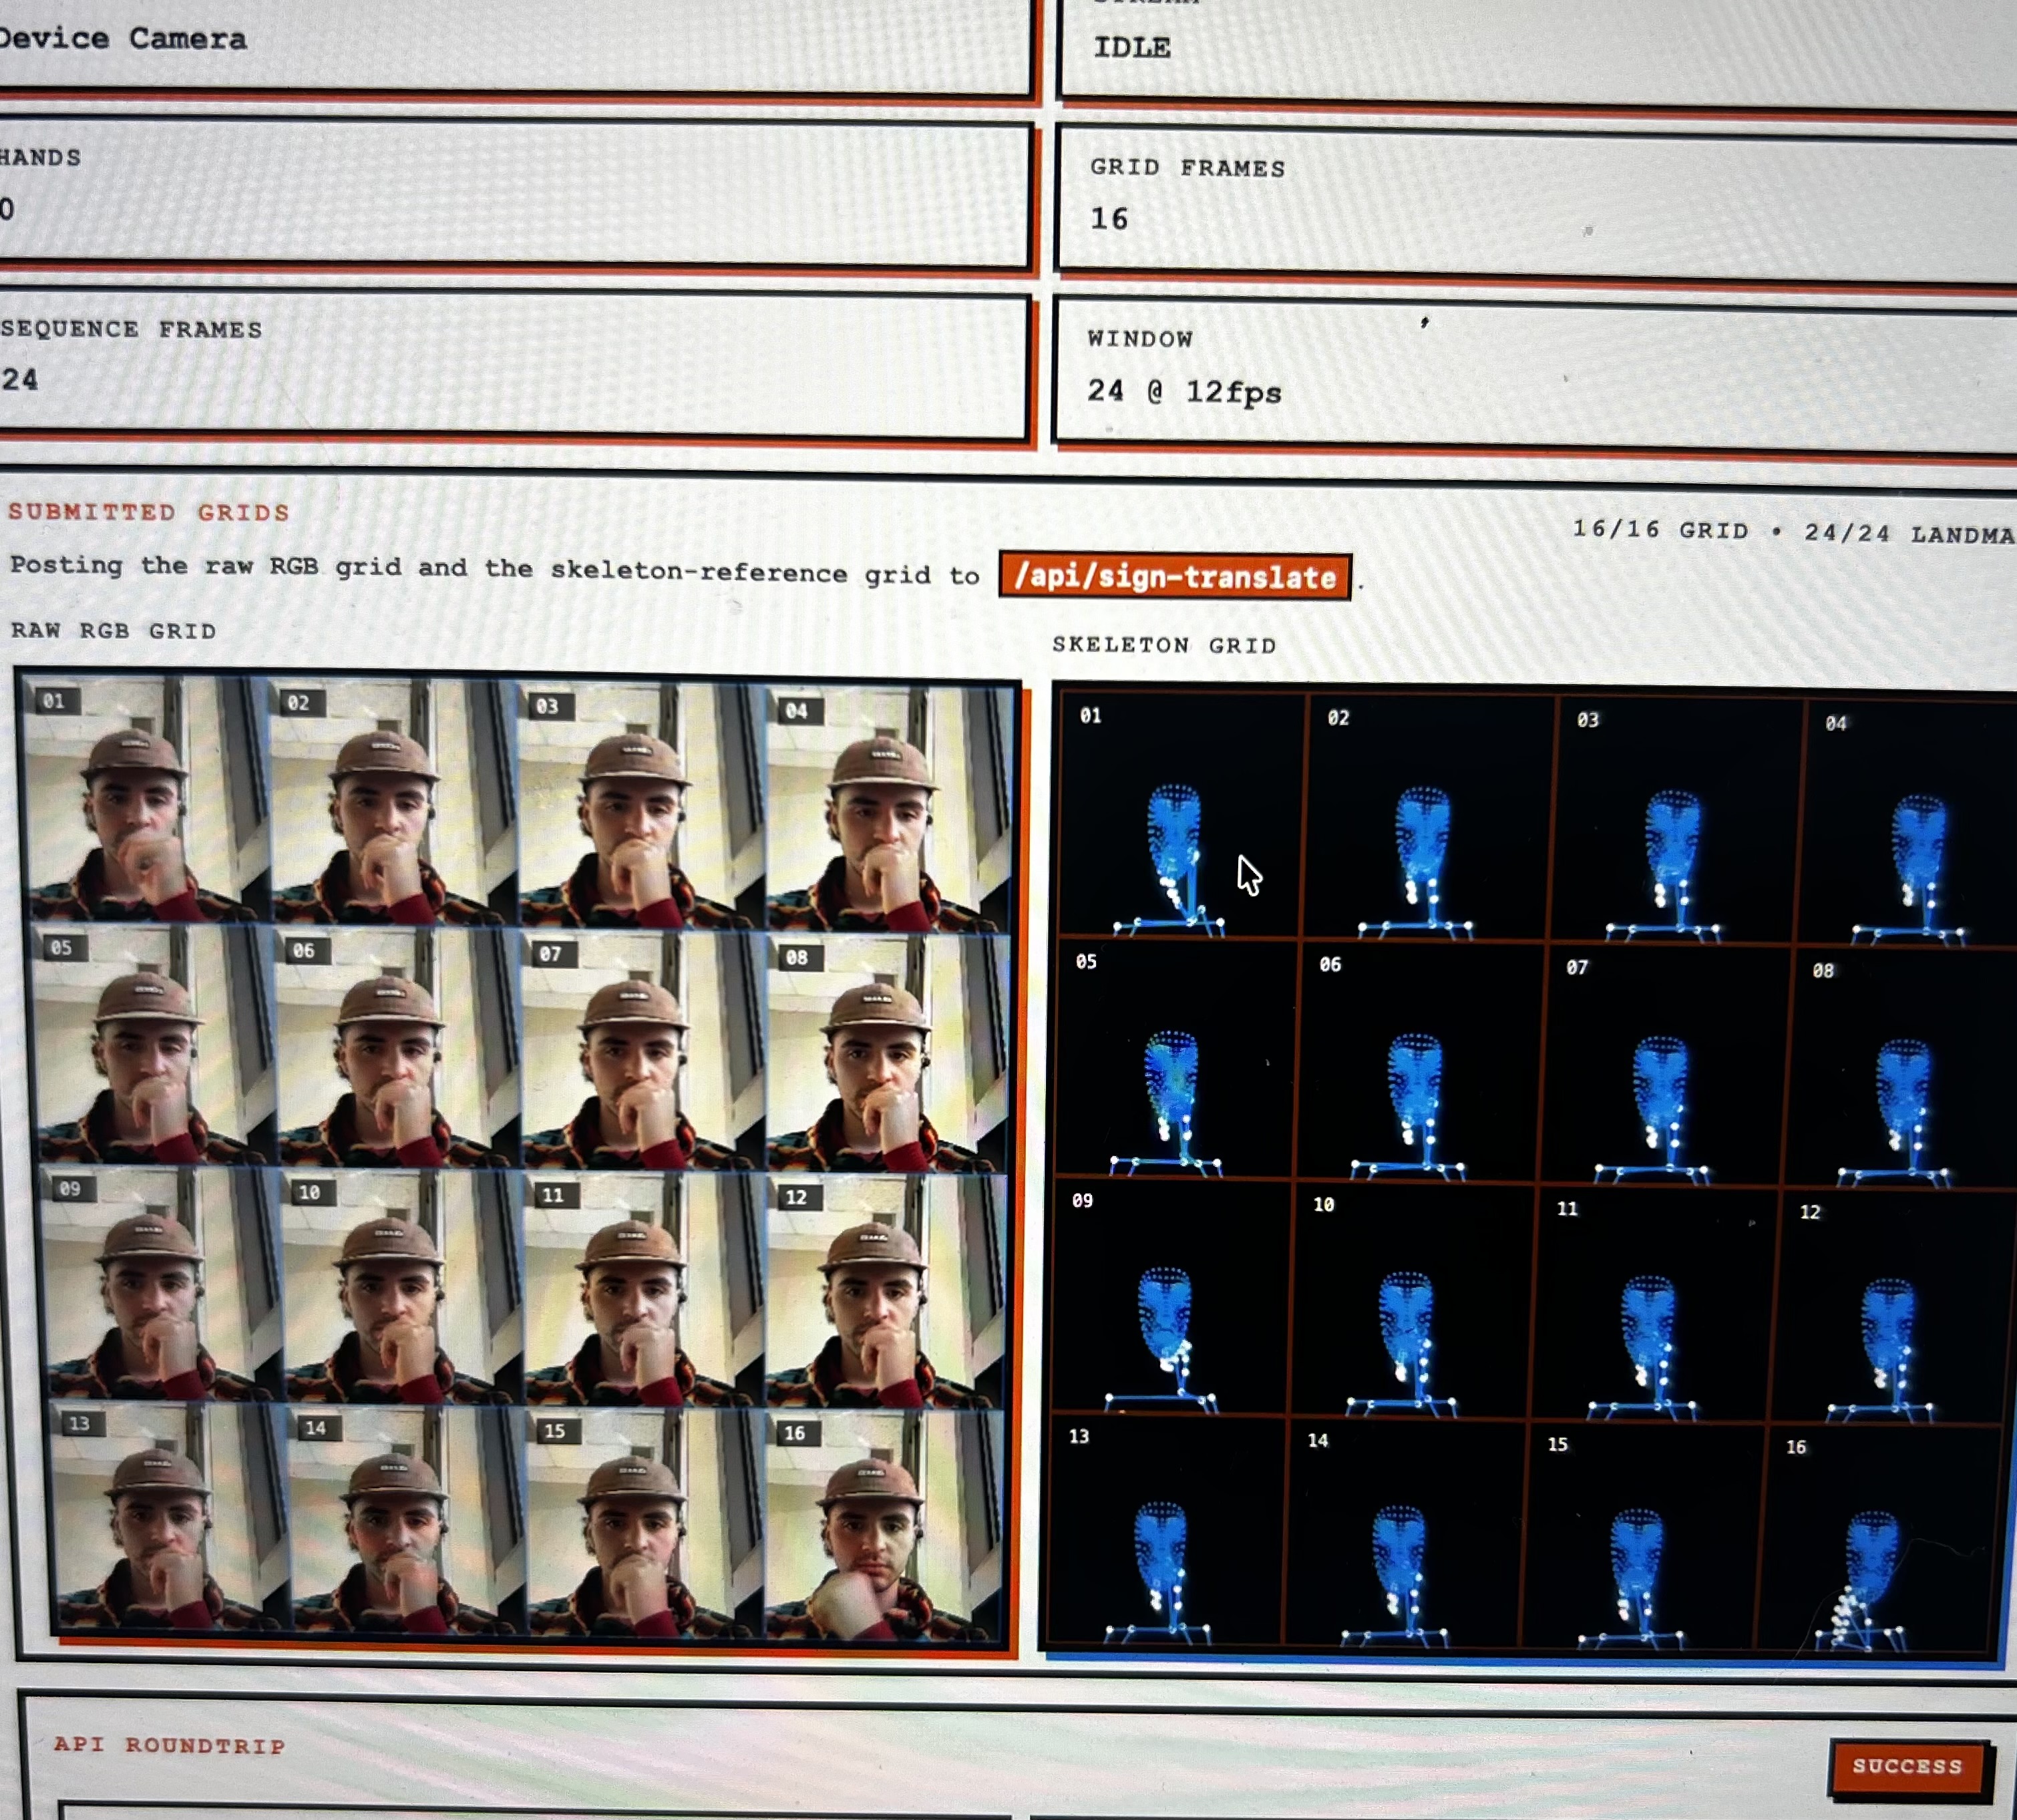 Device Camera
IDLE
HANDS
0
GRID FRAMES
16
SEQUENCE FRAMES
24
WINDOW
24 @ 12fps
SUBMITTED GRIDS
16/16 GRID • 24/24 LANDMA
Posting the raw RGB grid and the skeleton-reference grid to /api/sign-translate.
RAW RGB GRID
SKELETON GRID
01 02 03 04
05 06 07 08
09 10 11 12
13 14 15 16
01 02 03 04
05 06 07 08
09 10 11 12
13 14 15 16
API ROUNDTRIP
SUCCESS